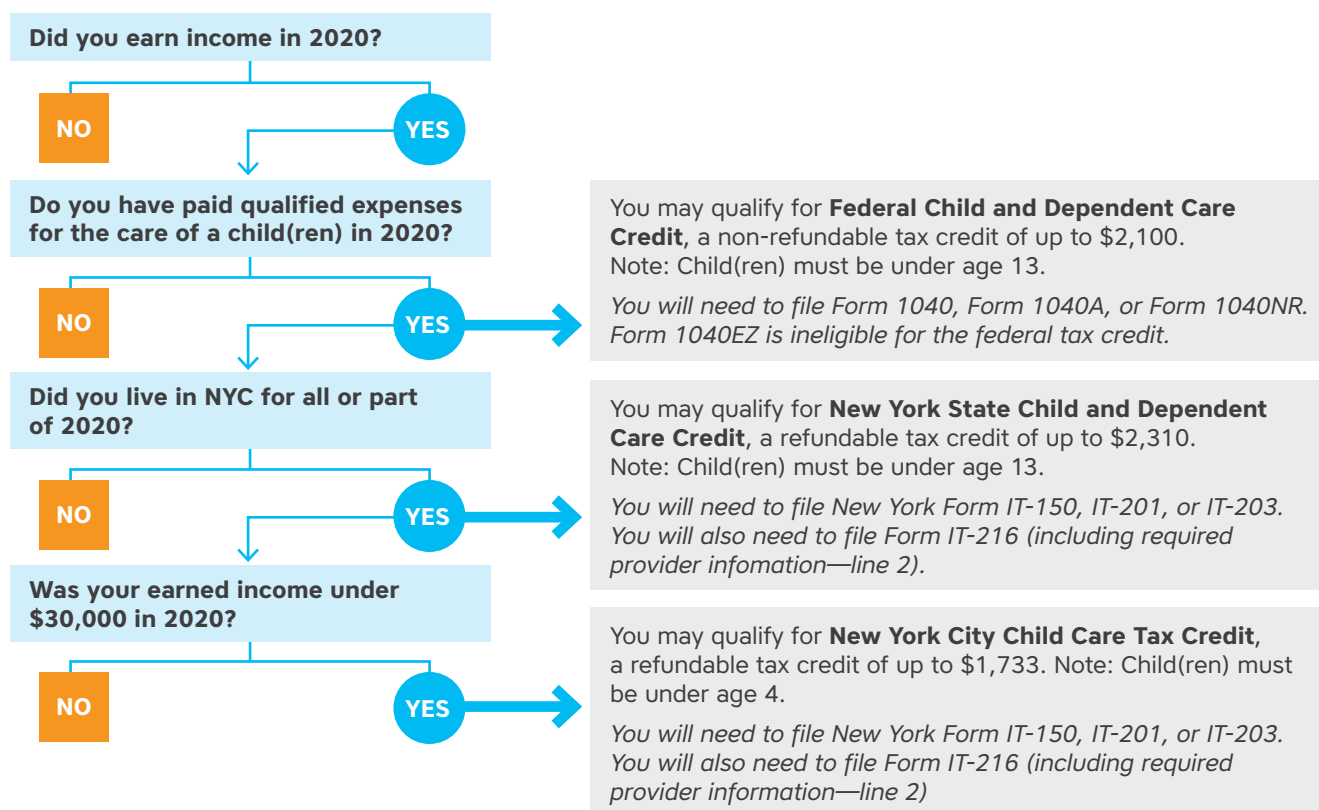 Did you earn income in 2020?
NO
YES
Do you have paid qualified expenses
for the care of a child(ren) in 2020?
NO
YES
You may qualify for Federal Child and Dependent Care
Credit, a non-refundable tax credit of up to $2,100.
Note: Child(ren) must be under age 13.
You will need to file Form 1040, Form 1040A, or Form 1040NR.
Form 1040EZ is ineligible for the federal tax credit.
Did you live in NYC for all or part
of 2020?
NO
YES
You may qualify for New York State Child and Dependent
Care Credit, a refundable tax credit of up to $2,310.
Note: Child(ren) must be under age 13.
You will need to file New York Form IT-150, IT-201, or IT-203.
You will also need to file Form IT-216 (including required
provider infomation—line 2).
Was your earned income under
$30,000 in 2020?
NO
YES
You may qualify for New York City Child Care Tax Credit,
a refundable tax credit of up to $1,733. Note: Child(ren) must
be under age 4.
You will need to file New York Form IT-150, IT-201, or IT-203.
You will also need to file Form IT-216 (including required
provider information—line 2)